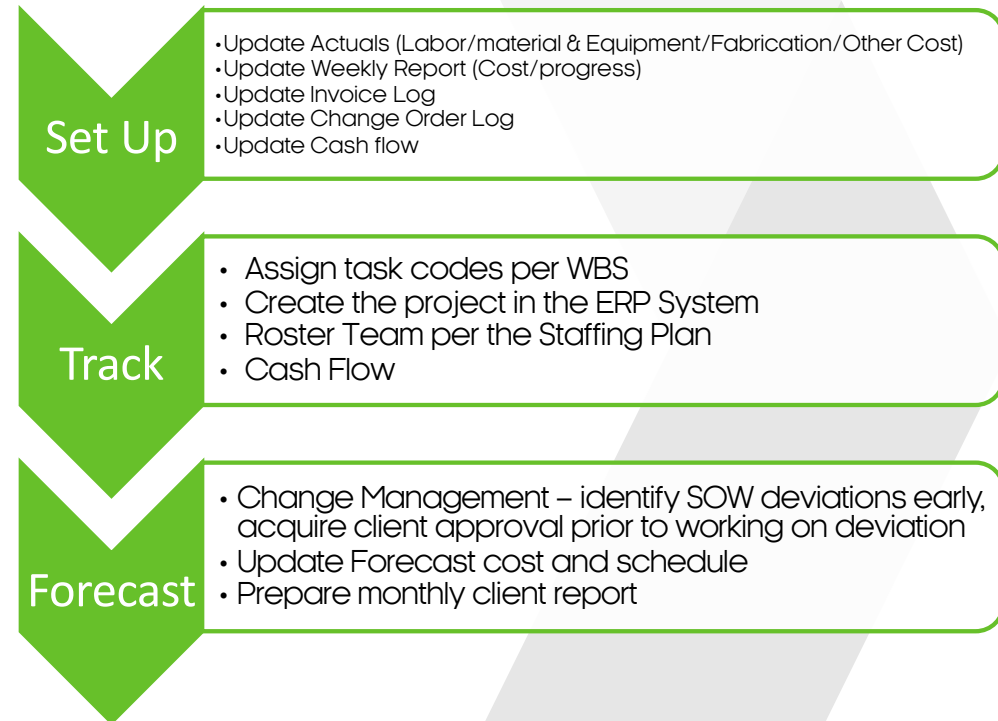 Set Up
•Update Actuals (Labor/material & Equipment/Fabrication/Other Cost)
•Update Weekly Report (Cost/progress)
•Update Invoice Log
•Update Change Order Log
•Update Cash flow
Track
• Assign task codes per WBS
• Create the project in the ERP System
• Roster Team per the Staffing Plan
• Cash Flow
Forecast
• Change Management – identify SOW deviations early,
acquire client approval prior to working on deviation
• Update Forecast cost and schedule
• Prepare monthly client report